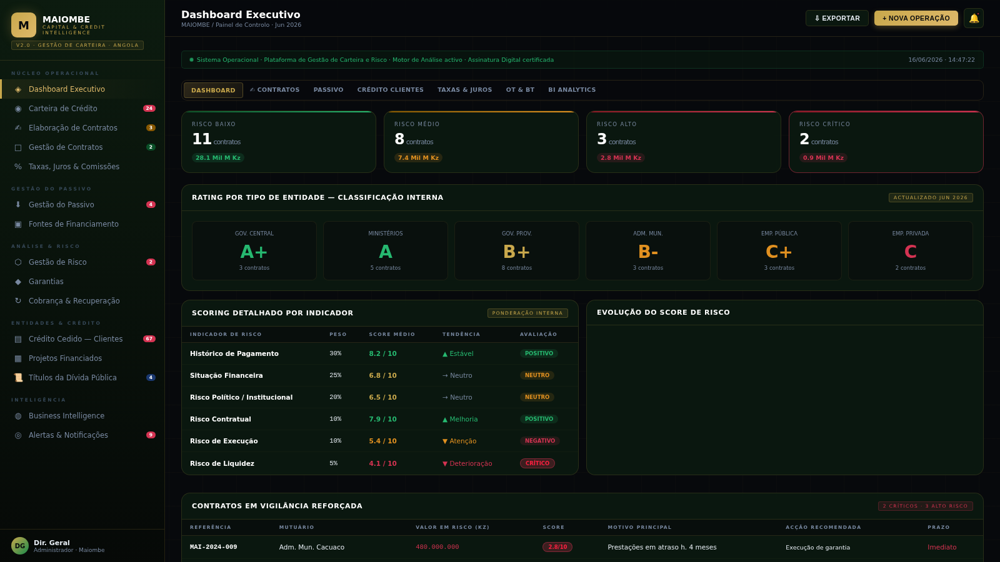 M
MAIOMBE
CAPITAL & CREDIT
INTELLIGENCE
V2.0 · GESTÃO DE CARTEIRA · ANGOLA
NÚCLEO OPERACIONAL
Dashboard Executivo
Carteira de Crédito 24
Elaboração de Contratos 3
Gestão de Contratos 2
% Taxas, Juros & Comissões
GESTÃO DO PASSIVO
Gestão do Passivo 4
Fontes de Financiamento
ANÁLISE & RISCO
Gestão de Risco 2
Garantias
Cobrança & Recuperação
ENTIDADES & CRÉDITO
Crédito Cedido — Clientes 67
Projetos Financiados
Títulos da Dívida Pública 4
INTELIGÊNCIA
Business Intelligence
Alertas & Notificações 9
DG
Dir. Geral
Administrador · Maiombe
Dashboard Executivo
MAIOMBE / Painel de Controlo · Jun 2026
⇩ EXPORTAR
+ NOVA OPERAÇÃO
Sistema Operacional · Plataforma de Gestão de Carteira e Risco · Motor de Análise activo · Assinatura Digital certificada
16/06/2026 · 14:47:22
DASHBOARD ✍ CONTRATOS PASSIVO CRÉDITO CLIENTES TAXAS & JUROS OT & BT BI ANALYTICS
RISCO BAIXO
11 contratos
28.1 Mil M Kz
RISCO MÉDIO
8 contratos
7.4 Mil M Kz
RISCO ALTO
3 contratos
2.8 Mil M Kz
RISCO CRÍTICO
2 contratos
0.9 Mil M Kz
RATING POR TIPO DE ENTIDADE — CLASSIFICAÇÃO INTERNA
ACTUALIZADO JUN 2026
GOV. CENTRAL
A+
3 contratos
MINISTÉRIOS
A
5 contratos
GOV. PROV.
B+
8 contratos
ADM. MUN.
B-
3 contratos
EMP. PÚBLICA
C+
3 contratos
EMP. PRIVADA
C
2 contratos
SCORING DETALHADO POR INDICADOR
PONDERAÇÃO INTERNA
INDICADOR DE RISCO PESO SCORE MÉDIO TENDÊNCIA AVALIAÇÃO
Histórico de Pagamento 30% 8.2 / 10 ▲ Estável POSITIVO
Situação Financeira 25% 6.8 / 10 → Neutro NEUTRO
Risco Político / Institucional 20% 6.5 / 10 → Neutro NEUTRO
Risco Contratual 10% 7.9 / 10 ▲ Melhoria POSITIVO
Risco de Execução 10% 5.4 / 10 ▼ Atenção NEGATIVO
Risco de Liquidez 5% 4.1 / 10 ▼ Deterioração CRÍTICO
EVOLUÇÃO DO SCORE DE RISCO
CONTRATOS EM VIGILÂNCIA REFORÇADA
2 CRÍTICOS · 3 ALTO RISCO
REFERÊNCIA MUTUÁRIO VALOR EM RISCO (KZ) SCORE MOTIVO PRINCIPAL ACÇÃO RECOMENDADA PRAZO
MAI-2024-009 Adm. Mun. Cacuaco 480.000.000 2.8/10 Prestações em atraso h. 4 meses Execução de garantia Imediato